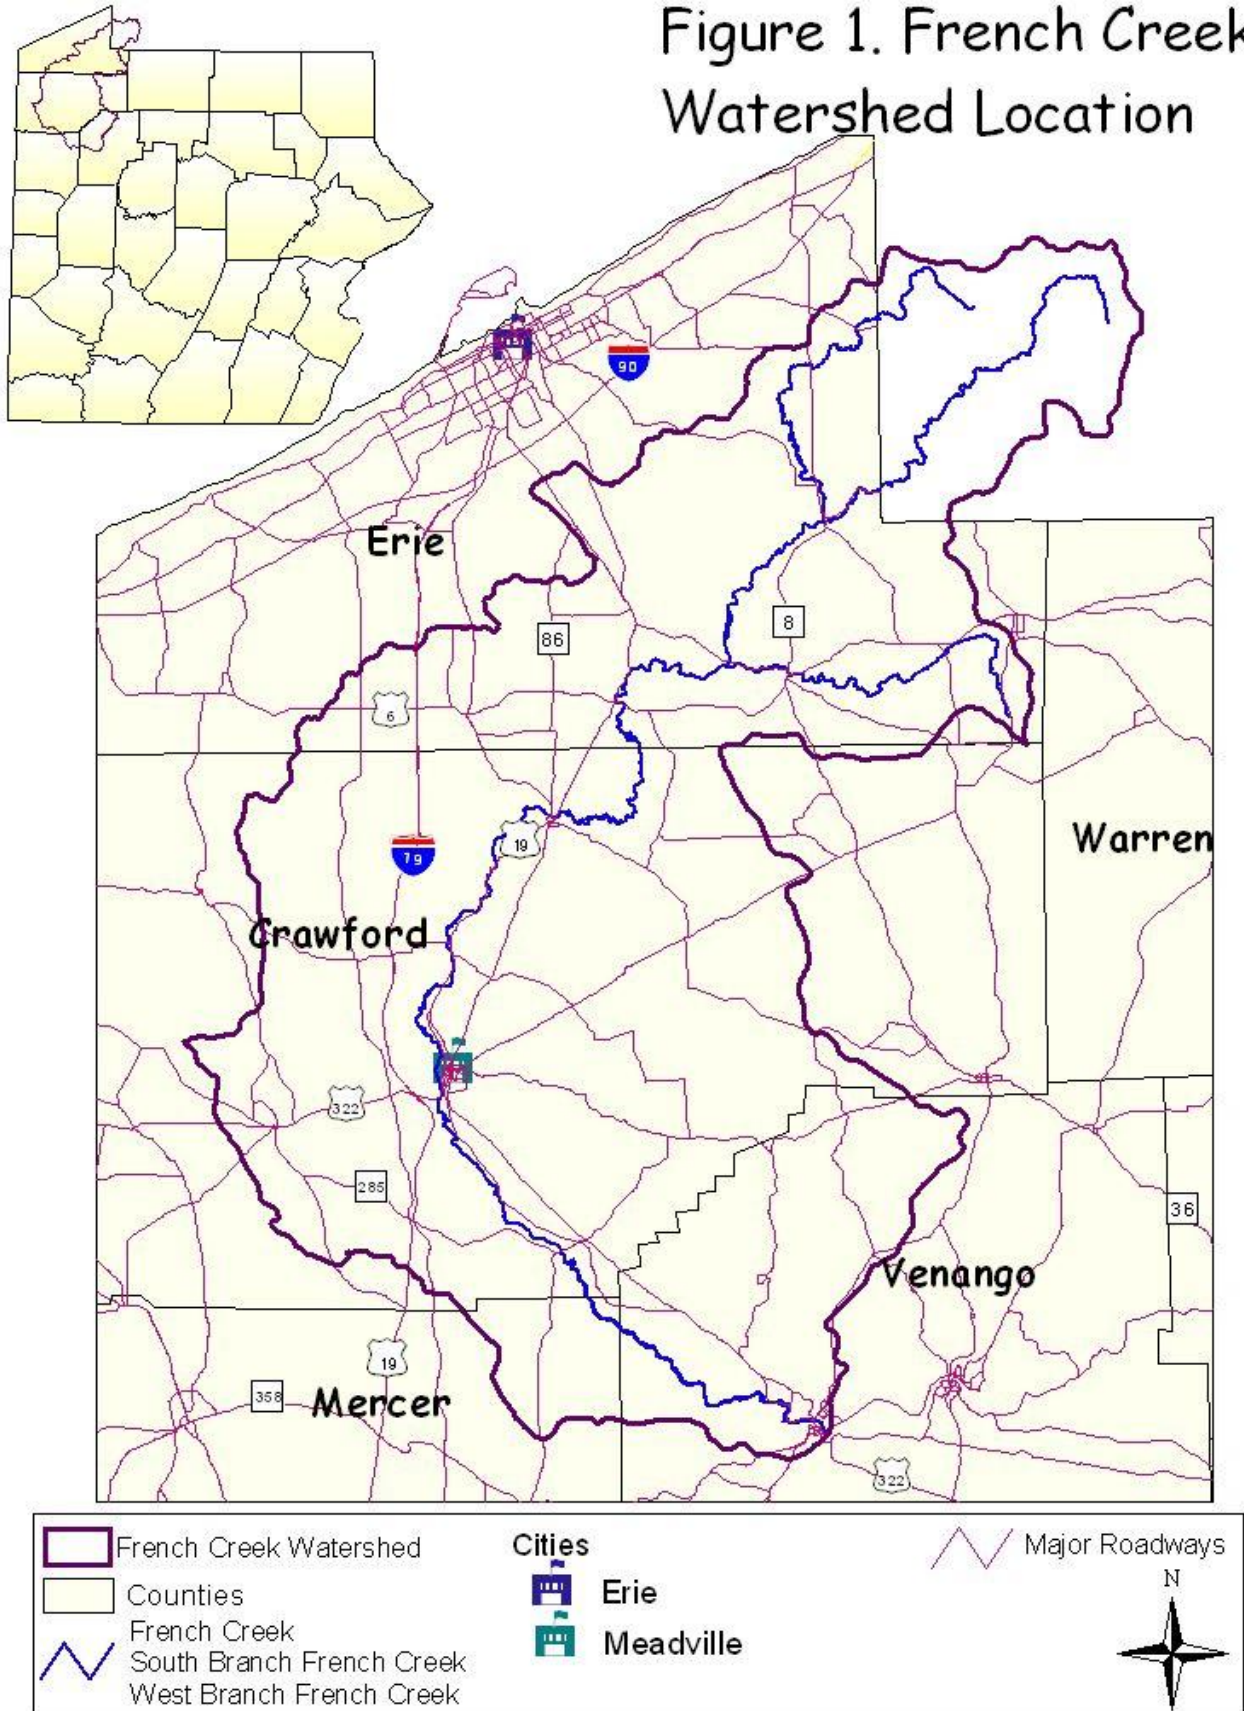 Figure 1. French Creek
Watershed Location
90
Erie
86
8
6
19
Warren
79
Crawford
322
285
36
Venango
19
358
Mercer
322
French Creek Watershed
Counties
French Creek
South Branch French Creek
West Branch French Creek
Cities
Erie
Meadville
Major Roadways
N